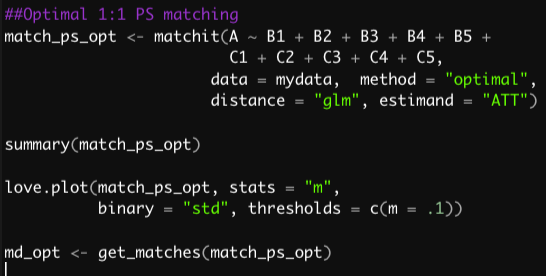 ##Optimal 1:1 PS matching
match_ps_opt <- matchit(A ~ B1 + B2 + B3 + B4 + B5 +
C1 + C2 + C3 + C4 + C5,
data = mydata, method = "optimal",
distance = "glm", estimand = "ATT")
summary(match_ps_opt)
love.plot(match_ps_opt, stats = "m",
binary = "std", thresholds = c(m = .1))
md_opt <- get_matches(match_ps_opt)